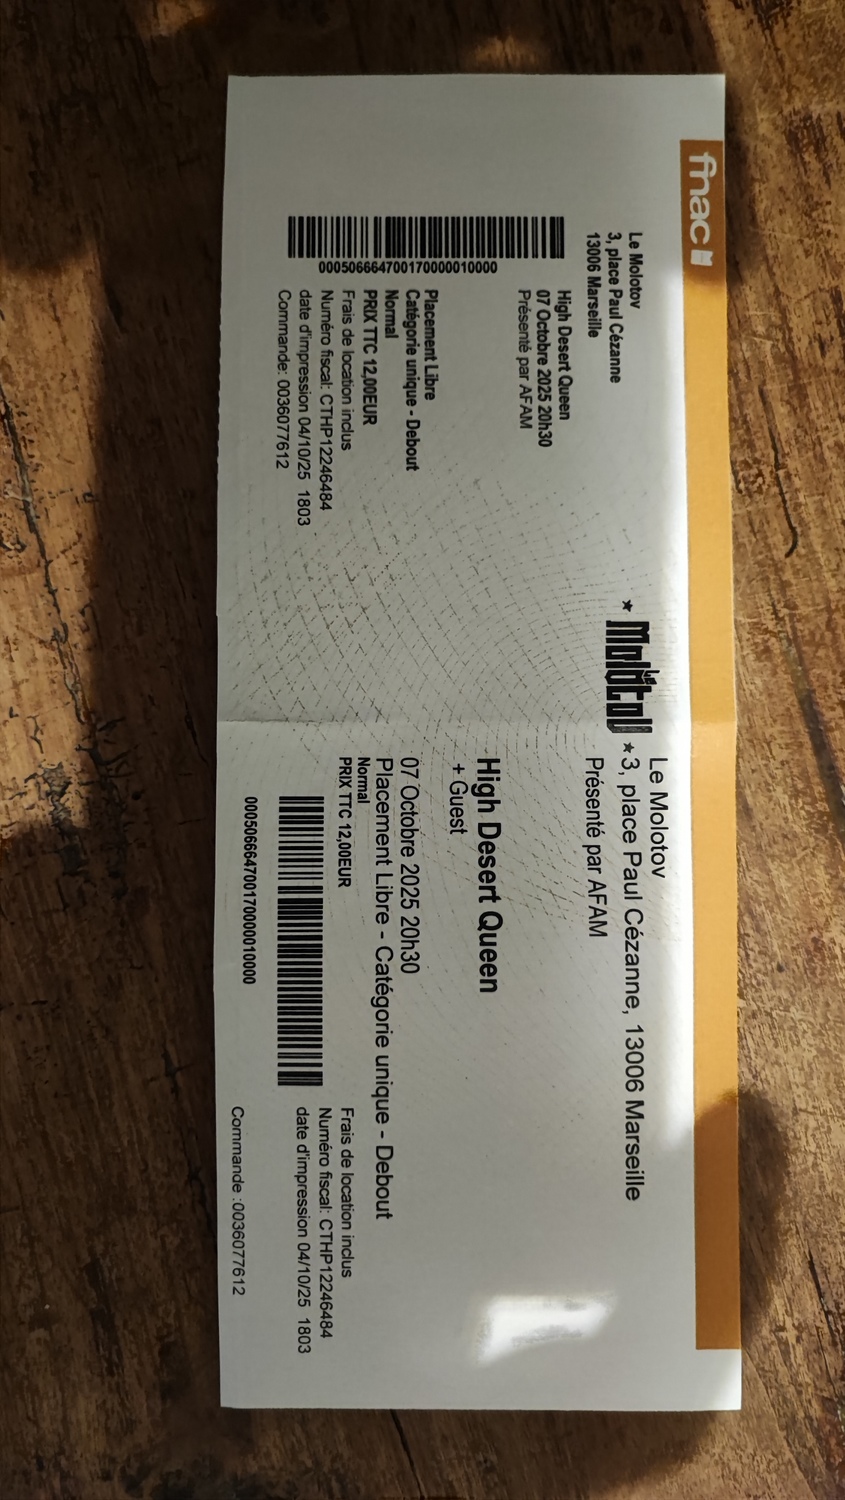 fnac
Le Molotov
3, place Paul Cézanne
13006 Marseille
High Desert Queen
07 Octobre 2025 20h30
Présenté par AFAM
Placement Libre
Catégorie unique - Debout
Normal
PRIX TTC 12,00EUR
Frais de location inclus
Numéro fiscal: CTHP12246484
date d'impression 04/10/25 1803
Commande: 0036077612
00050666470017000001 0000
★ Molotov ★
Le Molotov
3, place Paul Cézanne, 13006 Marseille
Présenté par AFAM
High Desert Queen
+ Guest
07 Octobre 2025 20h30
Placement Libre - Catégorie unique - Debout
Normal
PRIX TTC 12,00EUR
Frais de location inclus
Numéro fiscal: CTHP12246484
date d'impression 04/10/25 1803
000506664700170000010000
Commande :0036077612